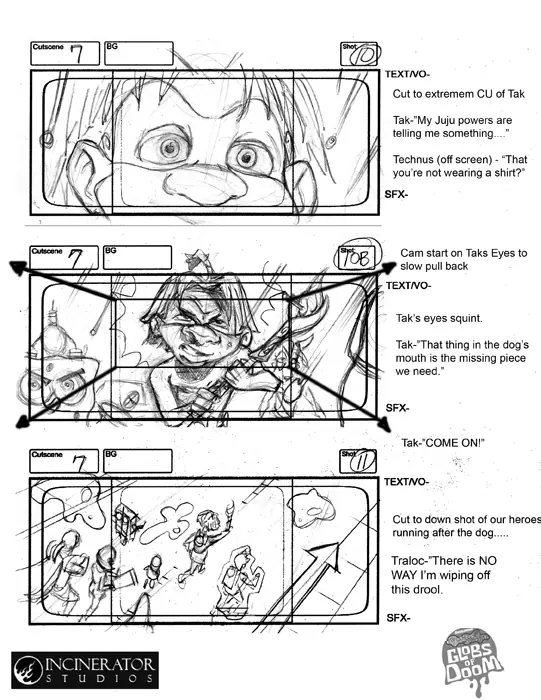 Cutscene 7
BG
Shot 10
TEXT/VO-
Cut to extremem CU of Tak
Tak-"My Juju powers are
telling me something...."
Technus (off screen) - "That
you're not wearing a shirt?"
SFX-
Cutscene 7
BG
Shot 10B
Cam start on Taks Eyes to
slow pull back
TEXT/VO-
Tak's eyes squint.
Tak-"That thing in the dog's
mouth is the missing piece
we need."
SFX-
Tak-"COME ON!"
Cutscene 7
BG
Shot 11
TEXT/VO-
Cut to down shot of our heroes
running after the dog.....
Traloc-"There is NO
WAY I'm wiping off
this drool.
SFX-
INCINERATOR
STUDIOS
GLOBS
OF
DOOM